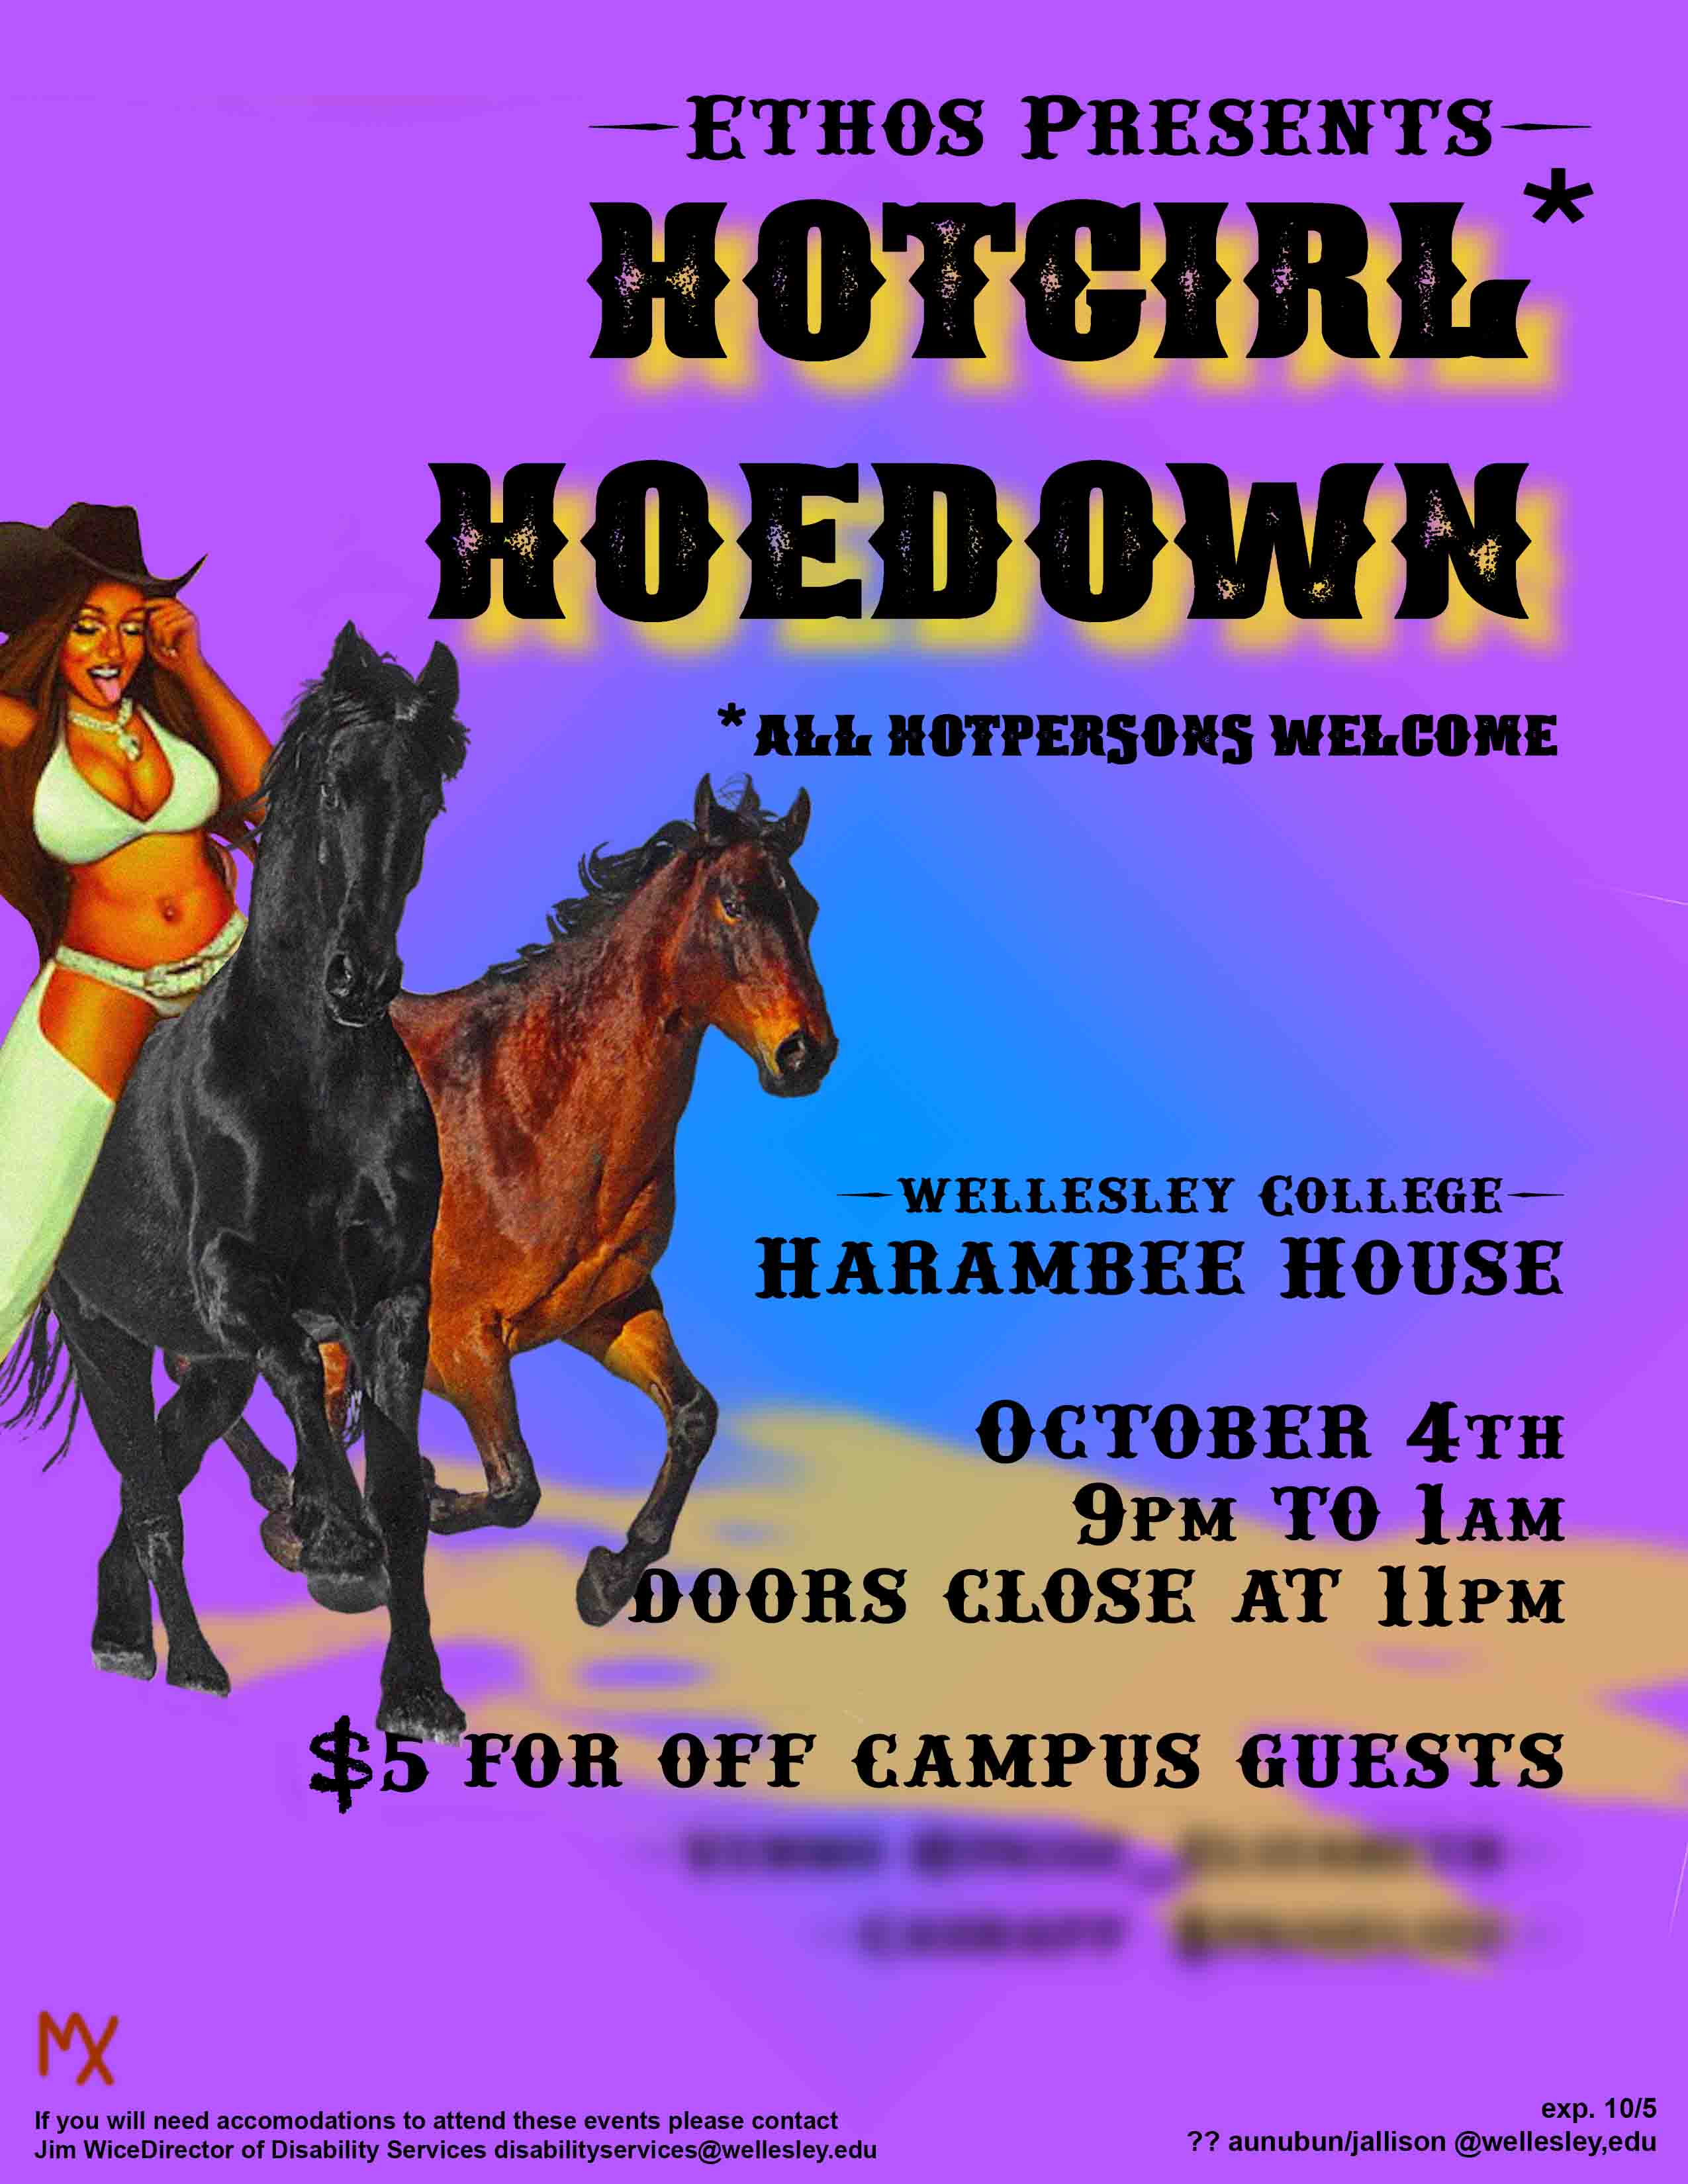 —Ethos Presents—
HOTGIRL*
HOEDOWN
*ALL HOTPERSONS WELCOME
—Wellesley College—
Harambee House
October 4th
9pm to 1am
Doors close at 11pm
$5 for off campus guests
MX
If you will need accomodations to attend these events please contact
Jim WiceDirector of Disability Services disabilityservices@wellesley.edu
exp. 10/5
?? aunubun/jallison @wellesley,edu